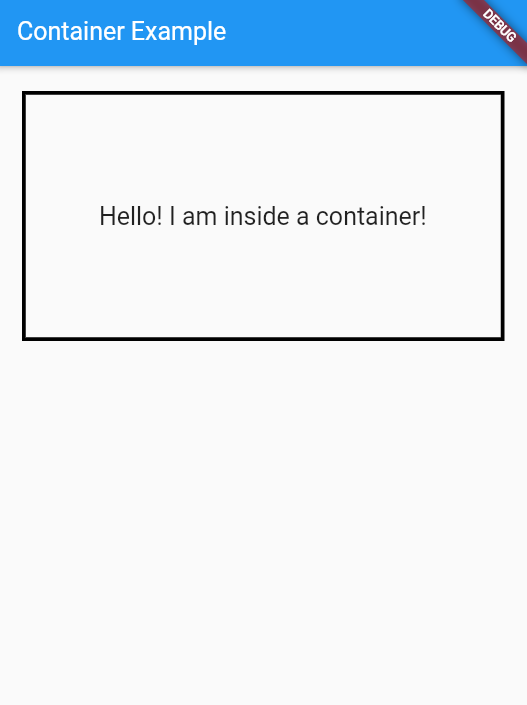 Container Example
DEBUG
Hello! I am inside a container!